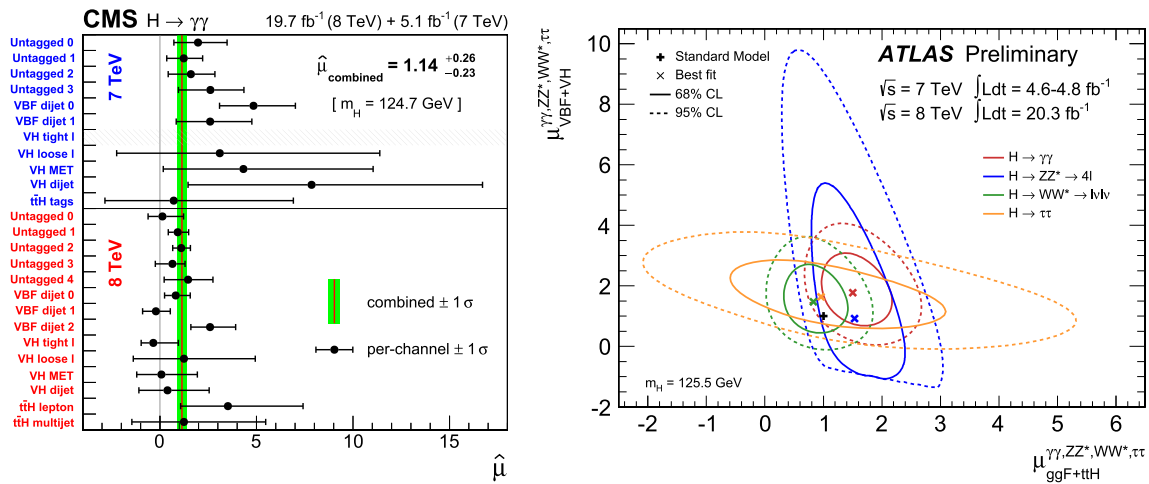 CMS H → γγ 19.7 fb⁻¹ (8 TeV) + 5.1 fb⁻¹ (7 TeV)
7 TeV
Untagged 0
Untagged 1
Untagged 2
Untagged 3
VBF dijet 0
VBF dijet 1
VH tight l
VH loose l
VH MET
VH dijet
tt̄H tags
μ̂combined = 1.14 +0.26 −0.23
[ mH = 124.7 GeV ]
8 TeV
Untagged 0
Untagged 1
Untagged 2
Untagged 3
Untagged 4
VBF dijet 0
VBF dijet 1
VBF dijet 2
VH tight l
VH loose l
VH MET
VH dijet
tt̄H lepton
tt̄H multijet
combined ± 1 σ
per-channel ± 1 σ
0 5 10 15
μ̂
μ γγ,ZZ*,WW*,ττ VBF+VH
10
8
6
4
2
0
-2
Standard Model
Best fit
68% CL
95% CL
ATLAS Preliminary
√s = 7 TeV ∫Ldt = 4.6-4.8 fb⁻¹
√s = 8 TeV ∫Ldt = 20.3 fb⁻¹
H → γγ
H → ZZ* → 4l
H → WW* → lνlν
H → ττ
mH = 125.5 GeV
-2 -1 0 1 2 3 4 5 6
μ γγ,ZZ*,WW*,ττ ggF+ttH